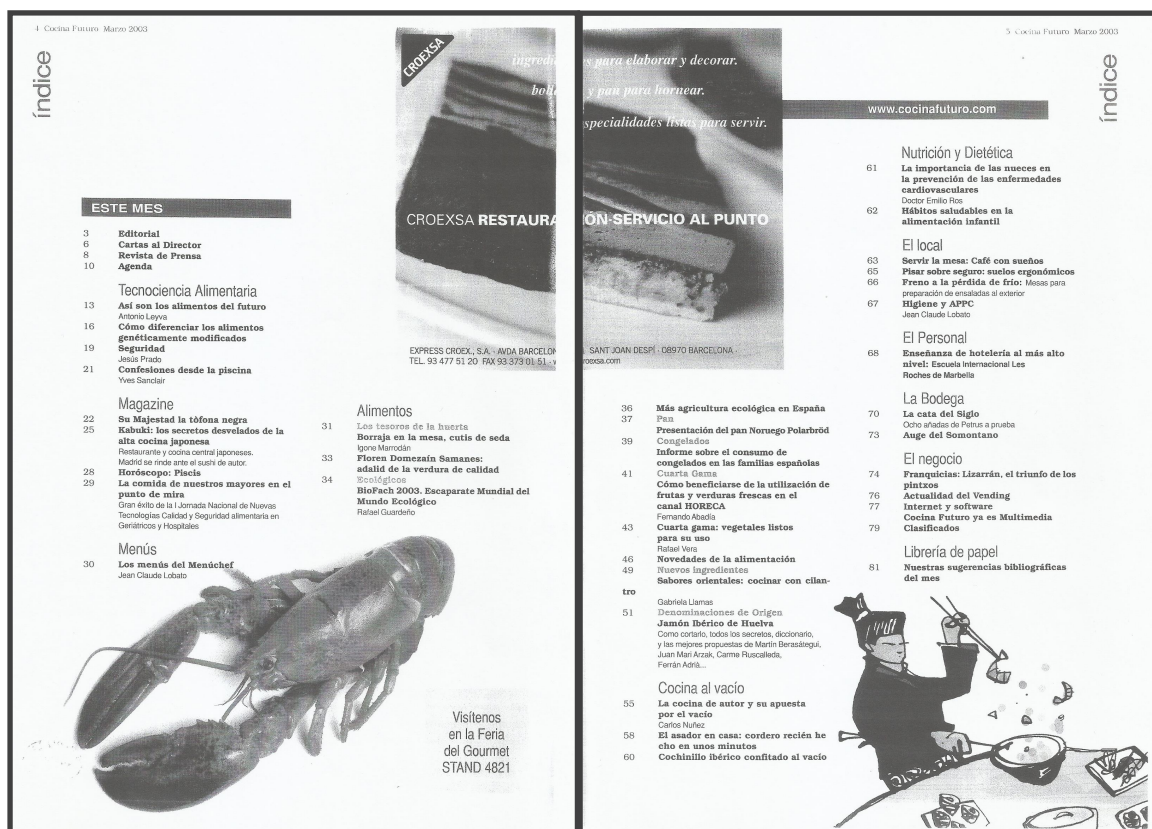 4 Cocina Futuro Marzo 2003
índice
CROEXSA
ESTE MES
3 Editorial
6 Cartas al Director
8 Revista de Prensa
10 Agenda
Tecnociencia Alimentaria
13 Así son los alimentos del futuro
Antonio Leyva
16 Cómo diferenciar los alimentos
genéticamente modificados
19 Seguridad
Jesús Prado
21 Confesiones desde la piscina
Yves Sanclair
Magazine
22 Su Majestad la tòfona negra
25 Kabuki: los secretos desvelados de la
alta cocina japonesa
Restaurante y cocina central japoneses.
Madrid se rinde ante el sushi de autor.
28 Horóscopo: Piscis
29 La comida de nuestros mayores en el
punto de mira
Gran éxito de la I Jornada Nacional de Nuevas
Tecnologías Calidad y Seguridad alimentaria en
Geriátricos y Hospitales
Menús
30 Los menús del Menúchef
Jean Claude Lobato
Alimentos
31 Los tesoros de la huerta
Borraja en la mesa, cutis de seda
Igone Marrodán
33 Floren Domezaín Samanes:
adalid de la verdura de calidad
34 Ecológicos
BioFach 2003. Escaparate Mundial del
Mundo Ecológico
Rafael Guardeño
Visítenos
en la Feria
del Gourmet
STAND 4821
5 Cocina Futuro Marzo 2003
índice
es para elaborar y decorar.
y pan para hornear.
specialidades listas para servir.
CROEXSA RESTAURACIÓN-SERVICIO AL PUNTO
EXPRESS CROEX., S.A. - AVDA BARCELON SANT JOAN DESPÍ - 08970 BARCELONA -
TEL. 93 477 51 20 FAX 93 373 01 51 - w oexsa.com
www.cocinafuturo.com
36 Más agricultura ecológica en España
37 Pan
Presentación del pan Noruego Polarbröd
39 Congelados
Informe sobre el consumo de
congelados en las familias españolas
41 Cuarta Gama
Cómo beneficiarse de la utilización de
frutas y verduras frescas en el
canal HORECA
Fernando Abadía
43 Cuarta gama: vegetales listos
para su uso
Rafael Vera
46 Novedades de la alimentación
49 Nuevos ingredientes
Sabores orientales: cocinar con cilan-
tro
Gabriela Llamas
51 Denominaciones de Origen
Jamón Ibérico de Huelva
Como cortarlo, todos los secretos, diccionario,
y las mejores propuestas de Martín Berasátegui,
Juan Mari Arzak, Carme Ruscalleda,
Ferrán Adriá...
Cocina al vacío
55 La cocina de autor y su apuesta
por el vacío
Carlos Nuñez
58 El asador en casa: cordero recién he
cho en unos minutos
60 Cochinillo ibérico confitado al vacío
Nutrición y Dietética
61 La importancia de las nueces en
la prevención de las enfermedades
cardiovasculares
Doctor Emilio Ros
62 Hábitos saludables en la
alimentación infantil
El local
63 Servir la mesa: Café con sueños
65 Pisar sobre seguro: suelos ergonómicos
66 Freno a la pérdida de frío: Mesas para
preparación de ensaladas al exterior
67 Higiene y APPC
Jean Claude Lobato
El Personal
68 Enseñanza de hotelería al más alto
nivel: Escuela Internacional Les
Roches de Marbella
La Bodega
70 La cata del Siglo
Ocho añadas de Petrus a prueba
73 Auge del Somontano
El negocio
74 Franquicias: Lizarrán, el triunfo de los
pintxos
76 Actualidad del Vending
77 Internet y software
Cocina Futuro ya es Multimedia
79 Clasificados
Librería de papel
81 Nuestras sugerencias bibliográficas
del mes